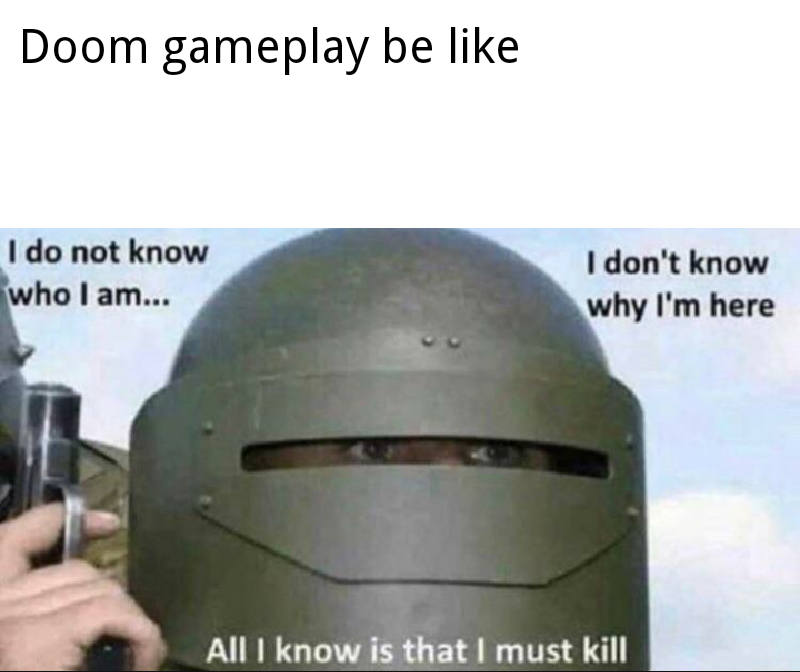 Doom gameplay be like
I do not know
who I am...
I don't know
why I'm here
All I know is that I must kill